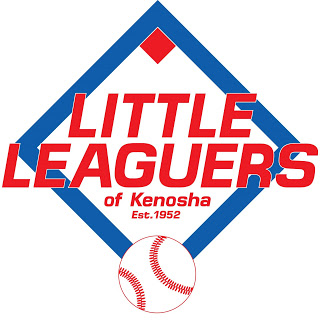 LITTLE
LEAGUERS
of Kenosha
Est.1952